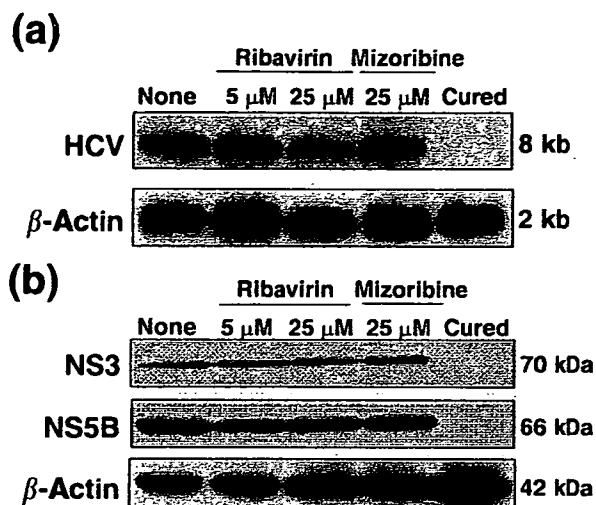 (a)
Ribavirin Mizoribine
None 5 μM 25 μM 25 μM Cured
HCV 8 kb
β-Actin 2 kb
(b)
Ribavirin Mizoribine
None 5 μM 25 μM 25 μM Cured
NS3 70 kDa
NS5B 66 kDa
β-Actin 42 kDa